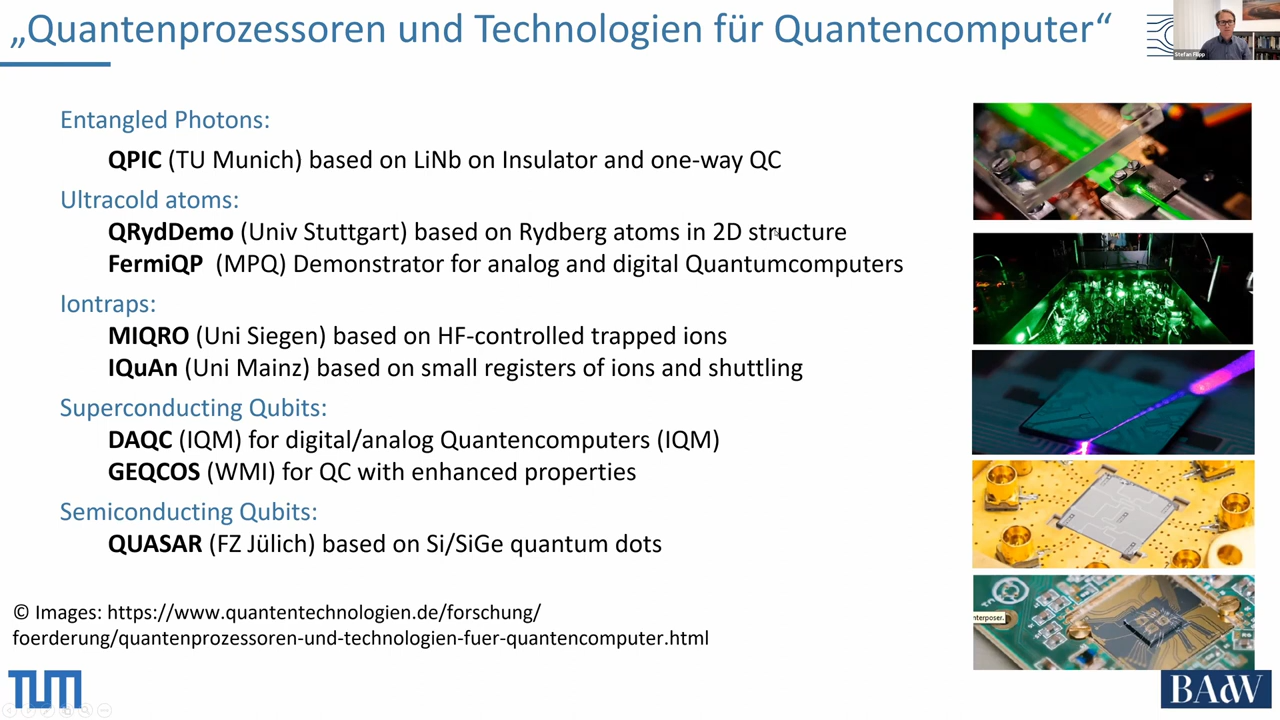 „Quantenprozessoren und Technologien für Quantencomputer“
Stefan Filipp
Entangled Photons:
QPIC (TU Munich) based on LiNb on Insulator and one-way QC
Ultracold atoms:
QRydDemo (Univ Stuttgart) based on Rydberg atoms in 2D structure
FermiQP (MPQ) Demonstrator for analog and digital Quantumcomputers
Iontraps:
MIQRO (Uni Siegen) based on HF-controlled trapped ions
IQuAn (Uni Mainz) based on small registers of ions and shuttling
Superconducting Qubits:
DAQC (IQM) for digital/analog Quantencomputers (IQM)
GEQCOS (WMI) for QC with enhanced properties
Semiconducting Qubits:
QUASAR (FZ Jülich) based on Si/SiGe quantum dots
nterposer.
© Images: https://www.quantentechnologien.de/forschung/
foerderung/quantenprozessoren-und-technologien-fuer-quantencomputer.html
TUM
BAdW